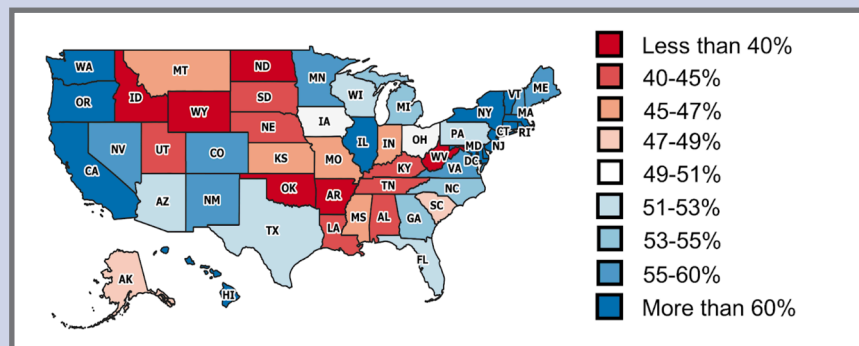 WA
MT
ND
MN
ME
VT
OR
ID
SD
WI
MI
NY
MA
WY
IA
PA
CT
RI
NE
IL
IN
OH
MD
NJ
NV
UT
CO
WV
DC
VA
CA
KS
MO
KY
AZ
NM
OK
AR
TN
NC
SC
TX
LA
MS
AL
GA
FL
AK
HI
Less than 40%
40-45%
45-47%
47-49%
49-51%
51-53%
53-55%
55-60%
More than 60%